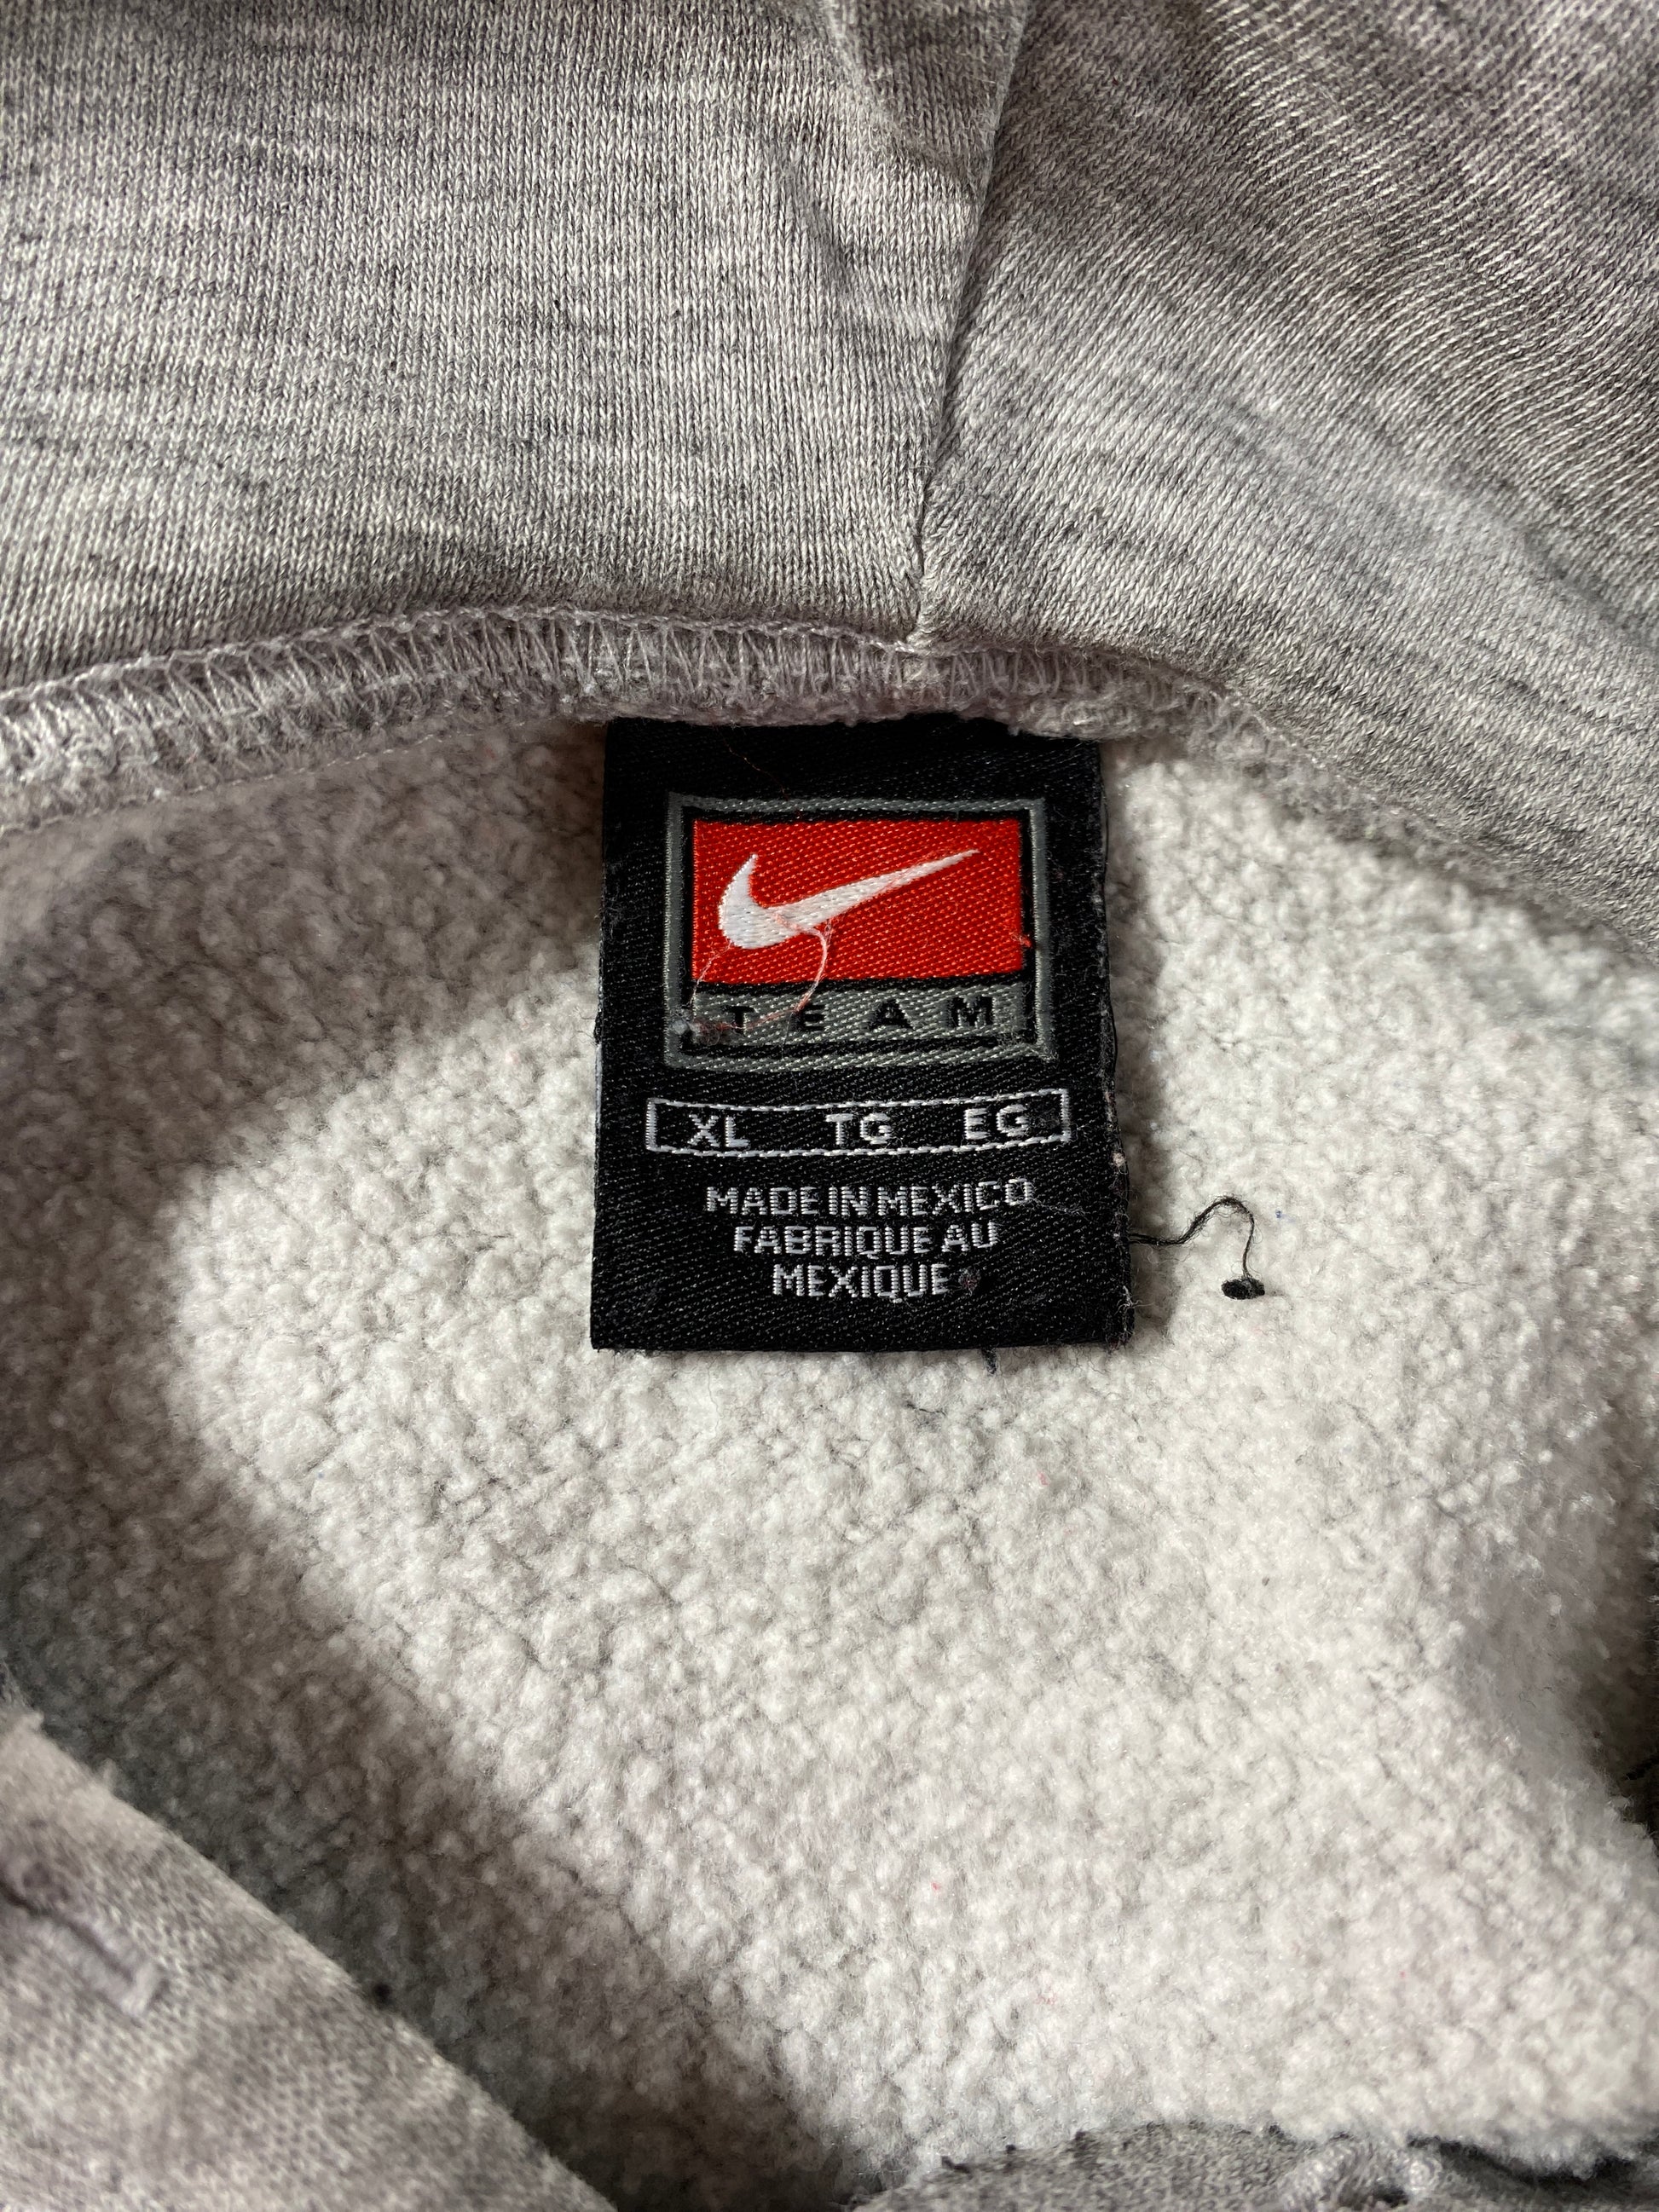 TEAM
XL TG EG
MADE IN MEXICO
FABRIQUE AU
MEXIQUE